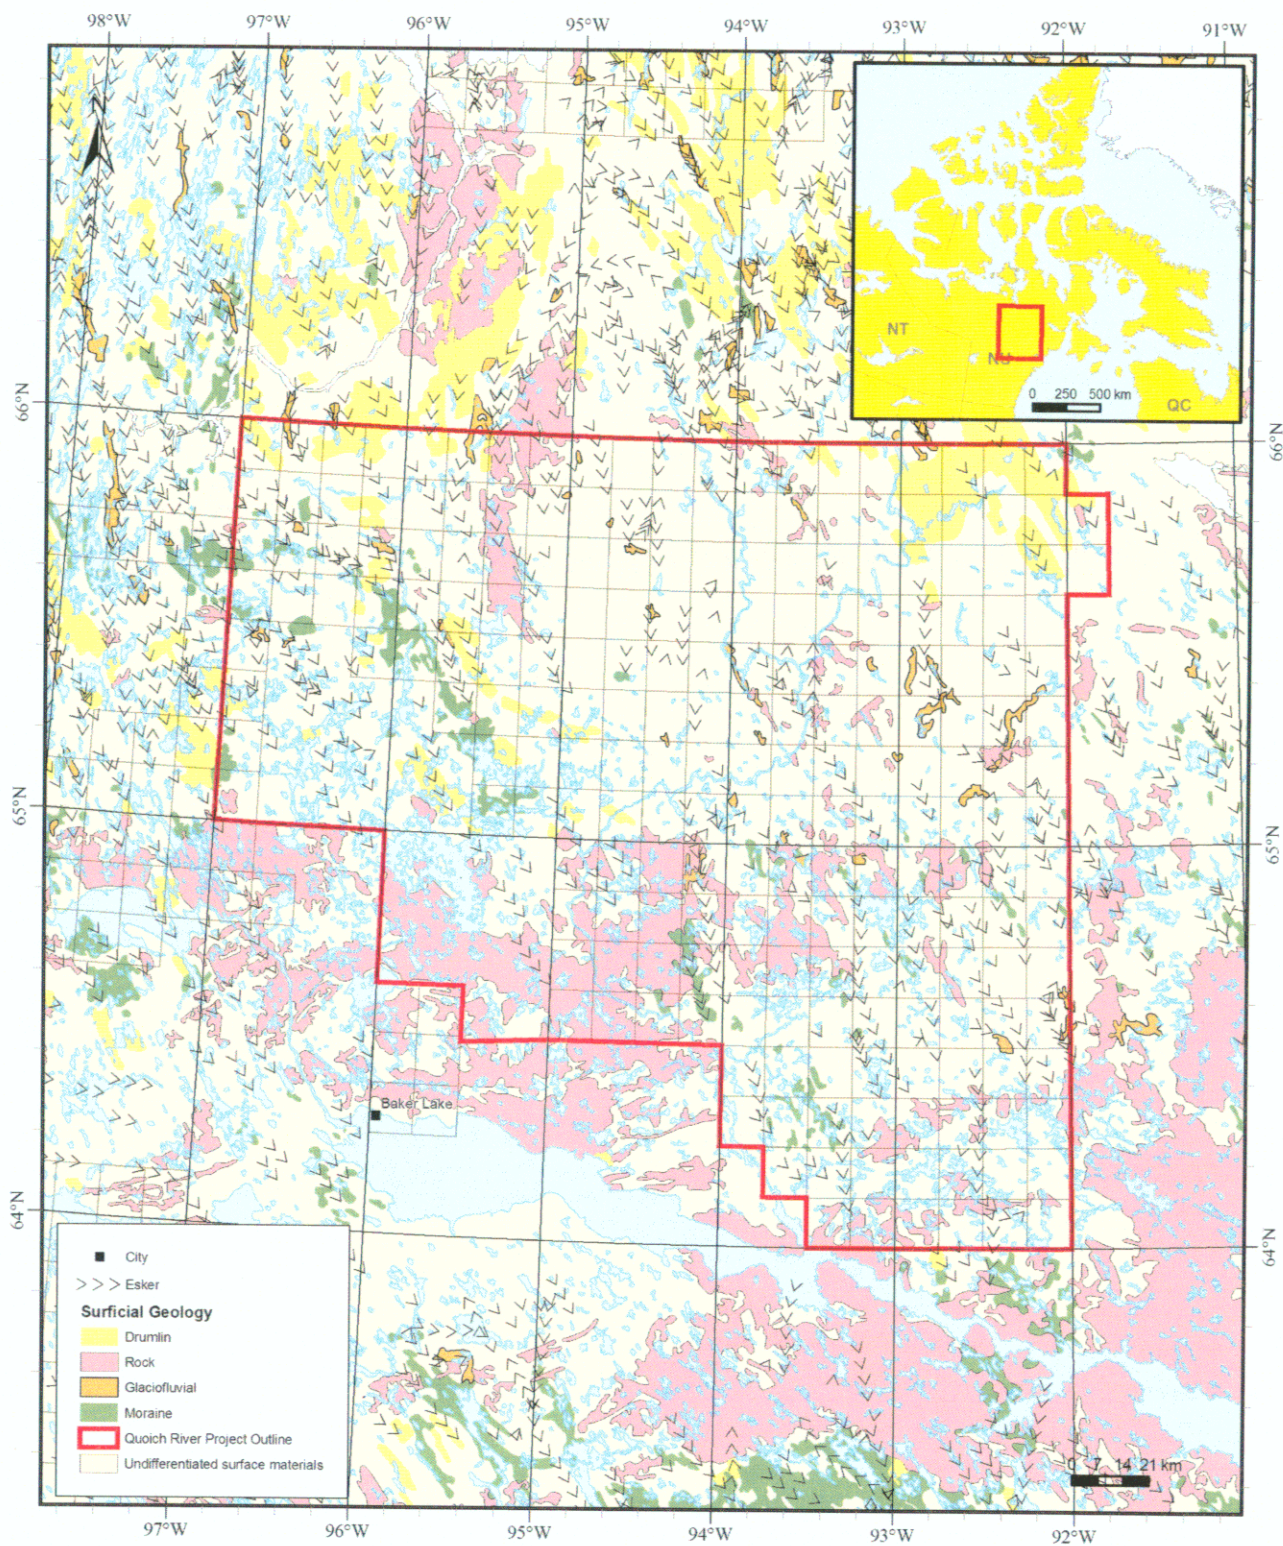 98°W 97°W 96°W 95°W 94°W 93°W 92°W 91°W
N
NT
NU
0 250 500 km
QC
66°N
66°N
65°N
65°N
Baker Lake
64°N
64°N
City
Esker
Surficial Geology
Drumlin
Rock
Glaciofluvial
Moraine
Quoich River Project Outline
Undifferentiated surface materials
0 7 14 21 km
97°W 96°W 95°W 94°W 93°W 92°W